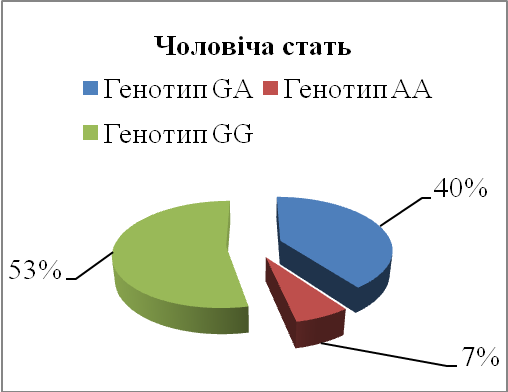 Чоловіча стать
Генотип GA Генотип AA
Генотип GG
40%
53%
7%